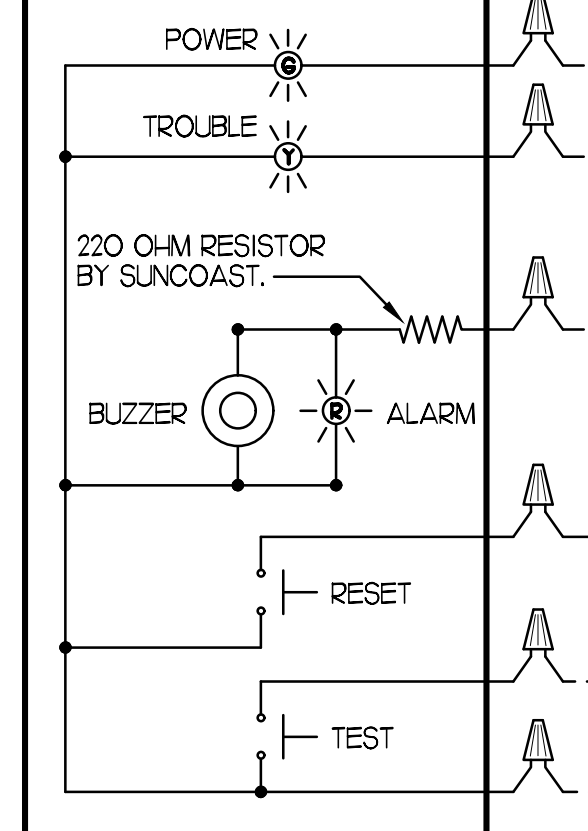 POWER
G
TROUBLE
Y
220 OHM RESISTOR
BY SUNCOAST.
BUZZER
R
ALARM
RESET
TEST